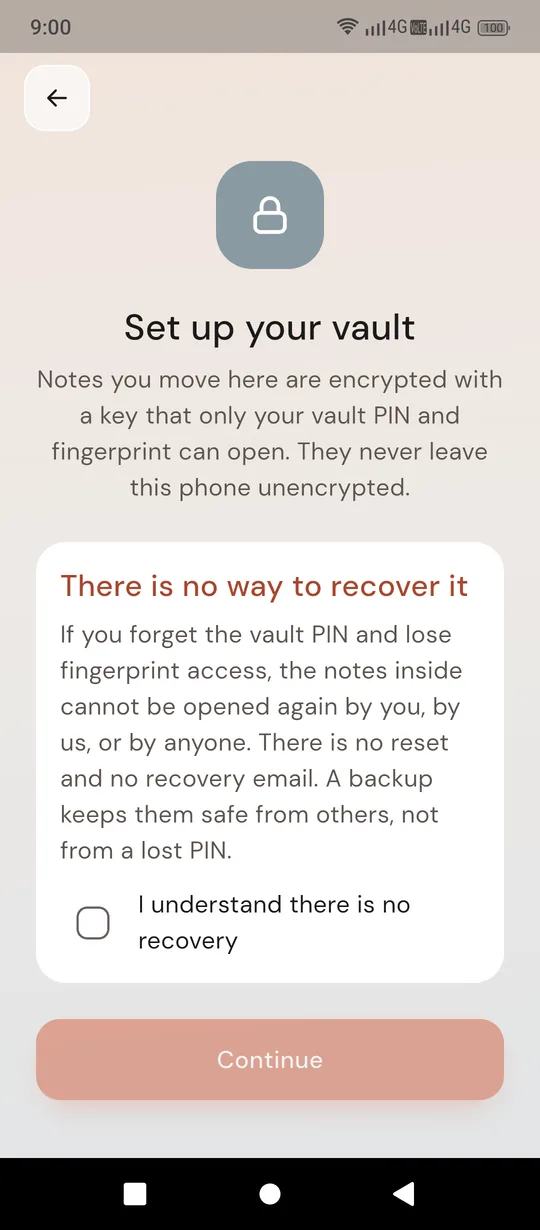 9:00
4G VoLTE 4G 100
Set up your vault
Notes you move here are encrypted with
a key that only your vault PIN and
fingerprint can open. They never leave
this phone unencrypted.
There is no way to recover it
If you forget the vault PIN and lose
fingerprint access, the notes inside
cannot be opened again by you, by
us, or by anyone. There is no reset
and no recovery email. A backup
keeps them safe from others, not
from a lost PIN.
I understand there is no
recovery
Continue